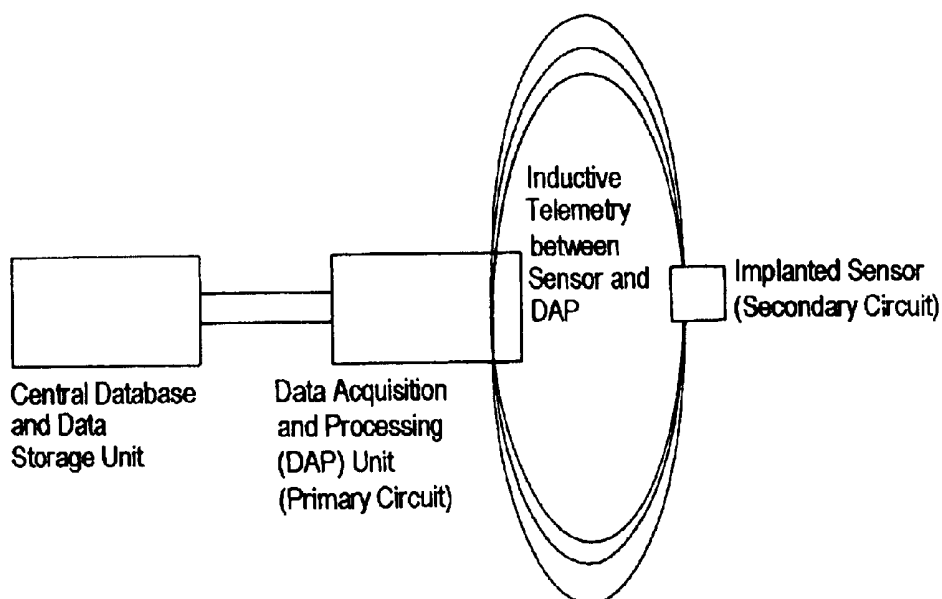 Inductive
Telemetry
between
Sensor and
DAP
Implanted Sensor
(Secondary Circuit)
Central Database
and Data
Storage Unit
Data Acquisition
and Processing
(DAP) Unit
(Primary Circuit)